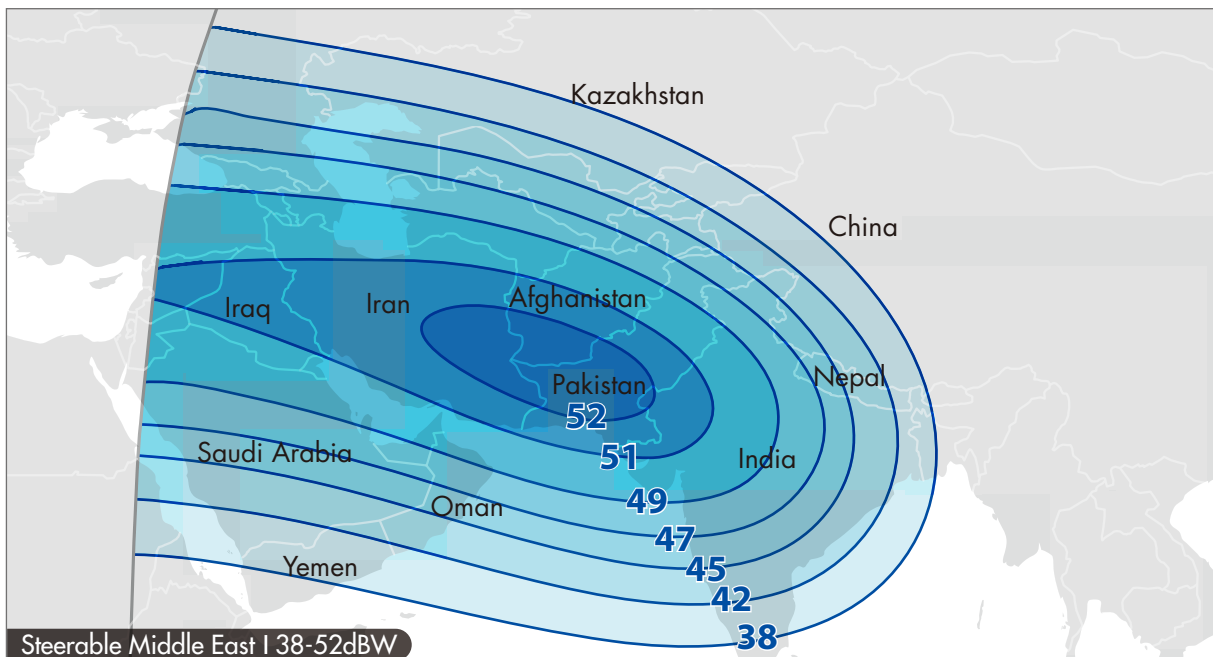 Kazakhstan
China
Afghanistan
Iran
Iraq
Nepal
Pakistan
52
Saudi Arabia
51
India
49
Oman
47
Yemen
45
42
38
Steerable Middle East I 38-52dBW